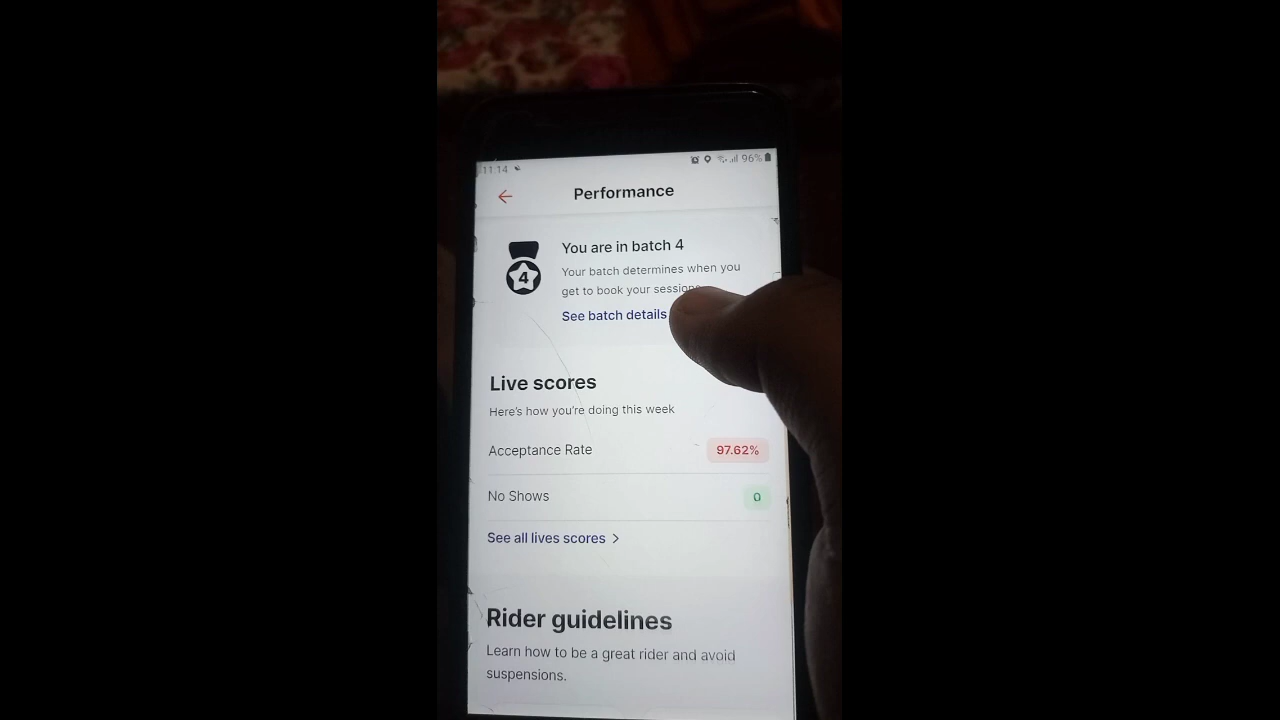 11:14
96%
Performance
You are in batch 4
4
Your batch determines when you
get to book your sessions
See batch details
Live scores
Here's how you're doing this week
Acceptance Rate
97.62%
No Shows
0
See all lives scores
Rider guidelines
Learn how to be a great rider and avoid
suspensions.